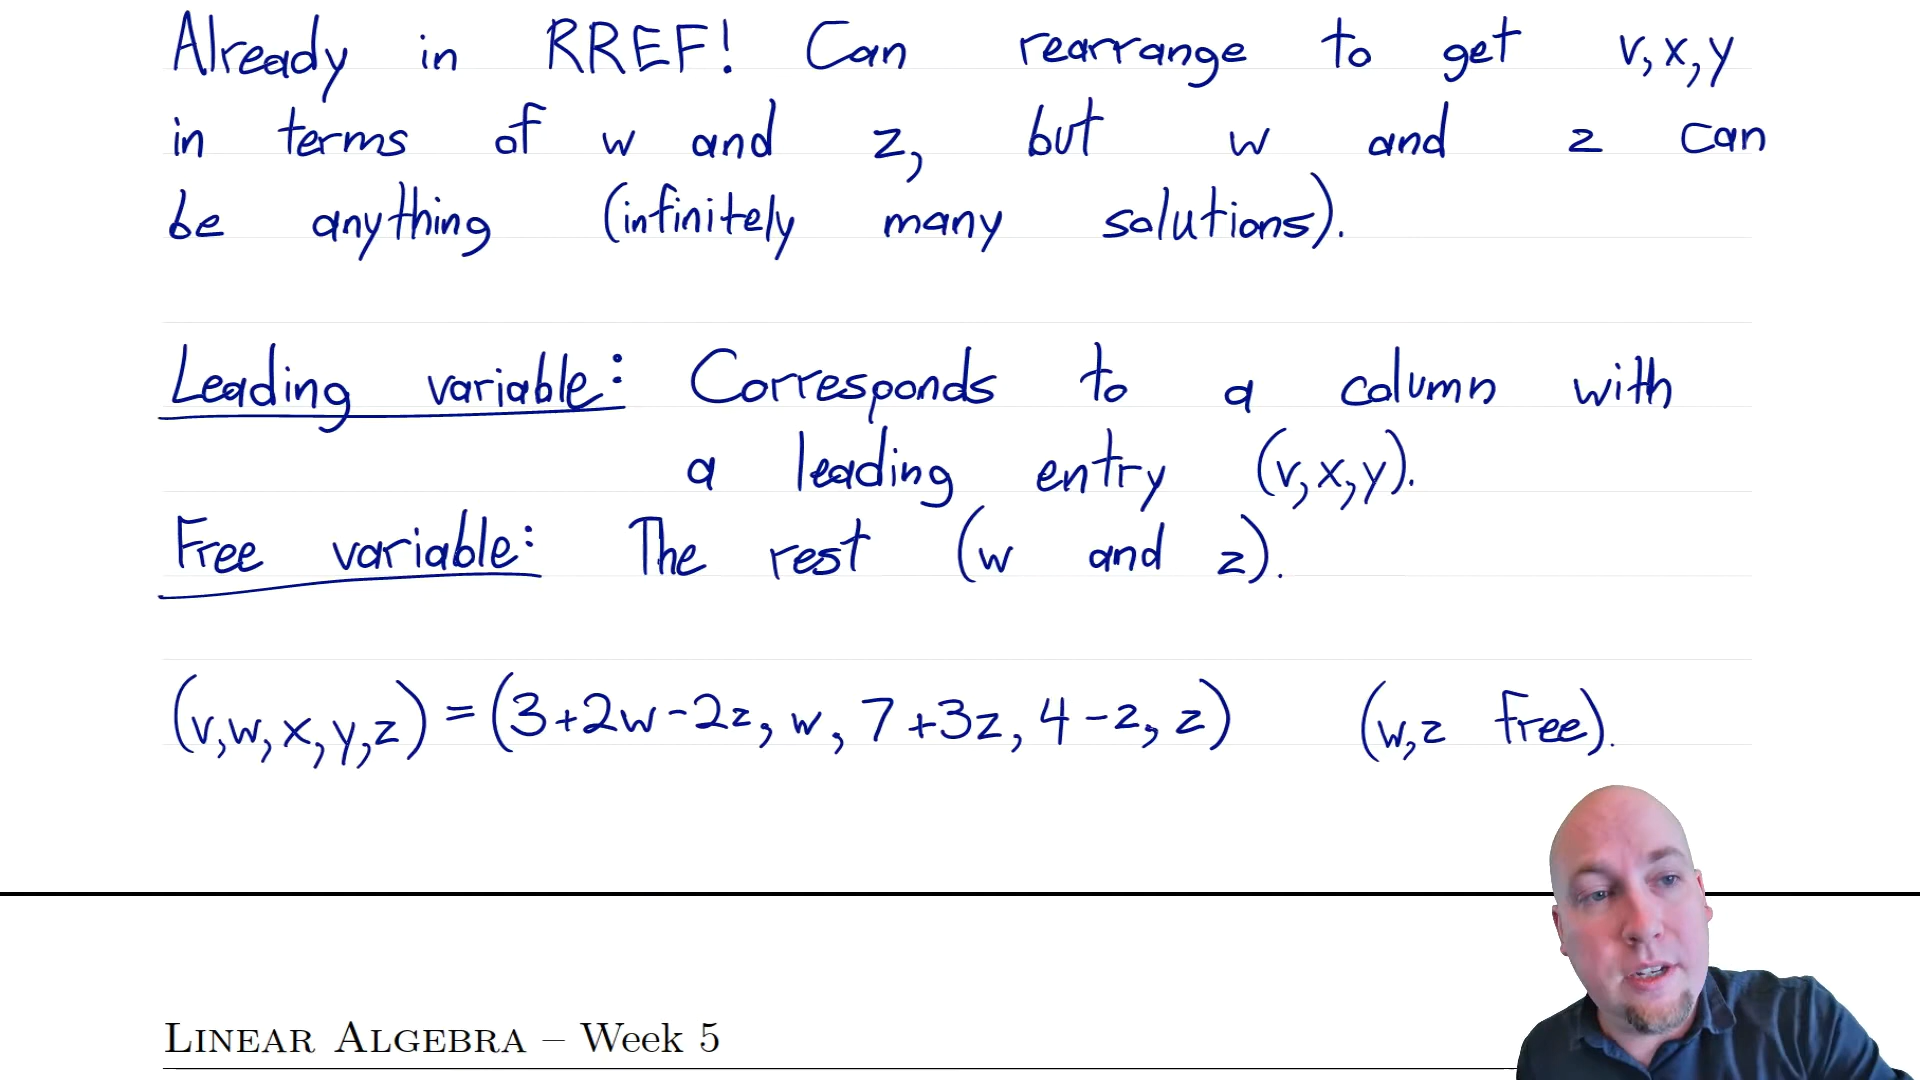 Already in RREF! Can rearrange to get v, x, y
in terms of w and z, but w and z can
be anything (infinitely many solutions).
Leading variable: Corresponds to a column with
a leading entry (v, x, y).
Free variable: The rest (w and z).
(v, w, x, y, z) = (3+2w-2z, w, 7+3z, 4-z, z) (w, z free).
LINEAR ALGEBRA – Week 5